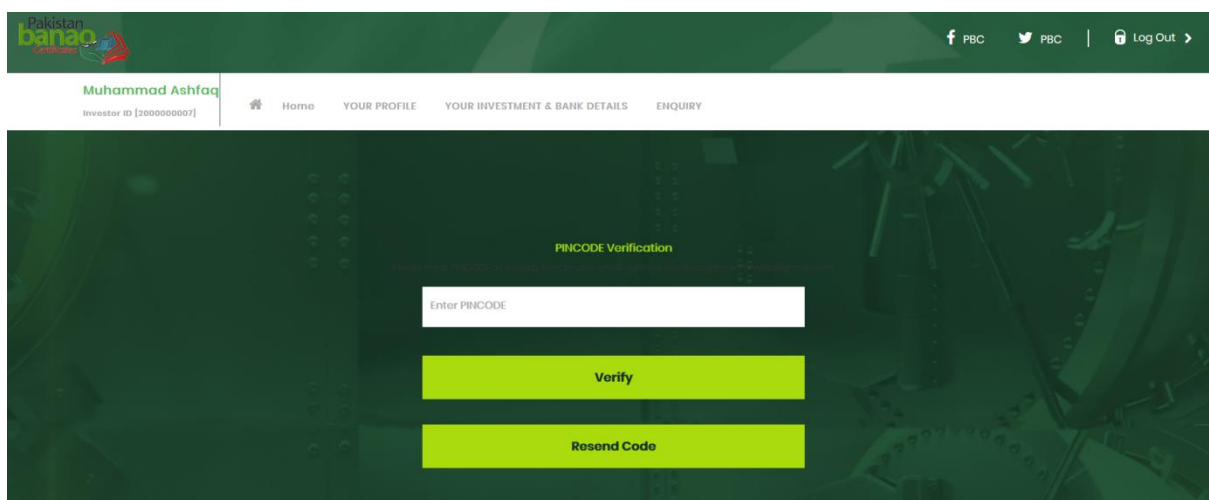 Pakistan
banao
Certificates
f PBC
PBC
Log Out
Muhammad Ashfaq
Investor ID [2000000007]
Home
YOUR PROFILE
YOUR INVESTMENT & BANK DETAILS
ENQUIRY
PINCODE Verification
Enter PINCODE
Verify
Resend Code